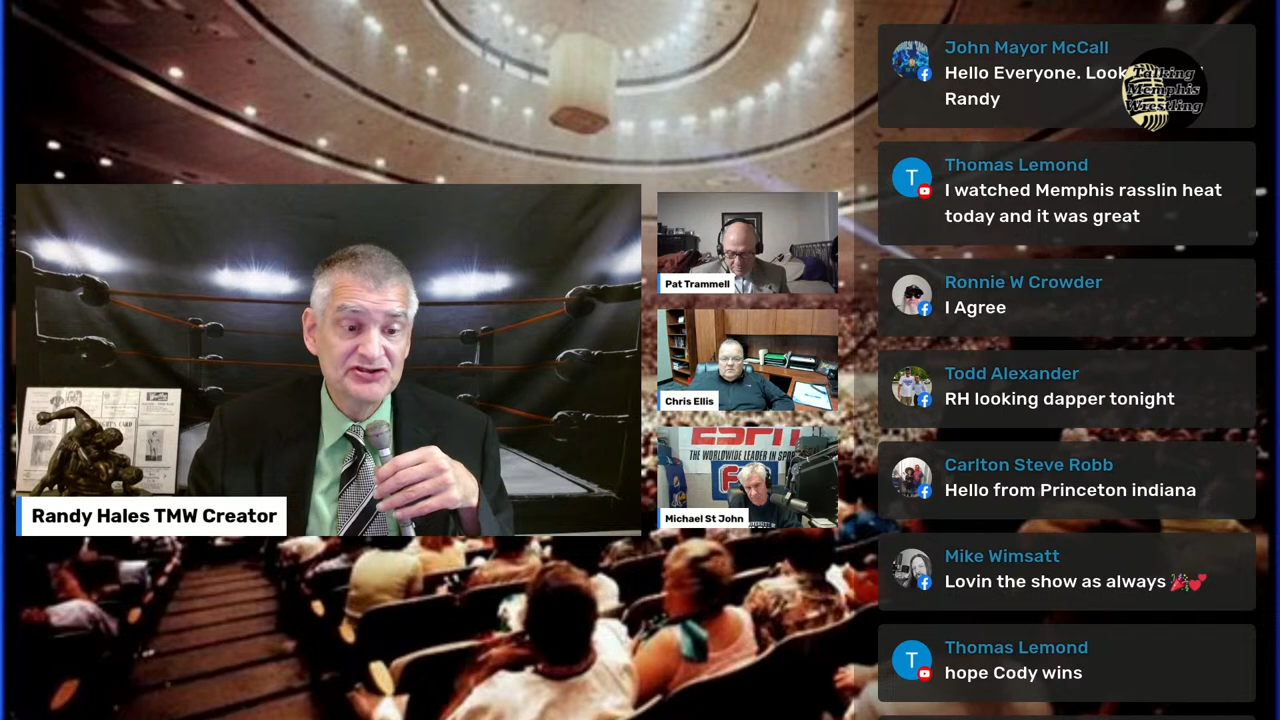 John Mayor McCall
Hello Everyone. Look
Randy
Talking
Memphis
Wrestling
Thomas Lemond
I watched Memphis rasslin heat
today and it was great
Ronnie W Crowder
I Agree
Todd Alexander
RH looking dapper tonight
Carlton Steve Robb
Hello from Princeton indiana
Mike Wimsatt
Lovin the show as always 🎉💕
T Thomas Lemond
hope Cody wins
Pat Trammell
Chris Ellis
ESPN
THE WORLDWIDE LEADER IN SPOR
Michael St John
Randy Hales TMW Creator